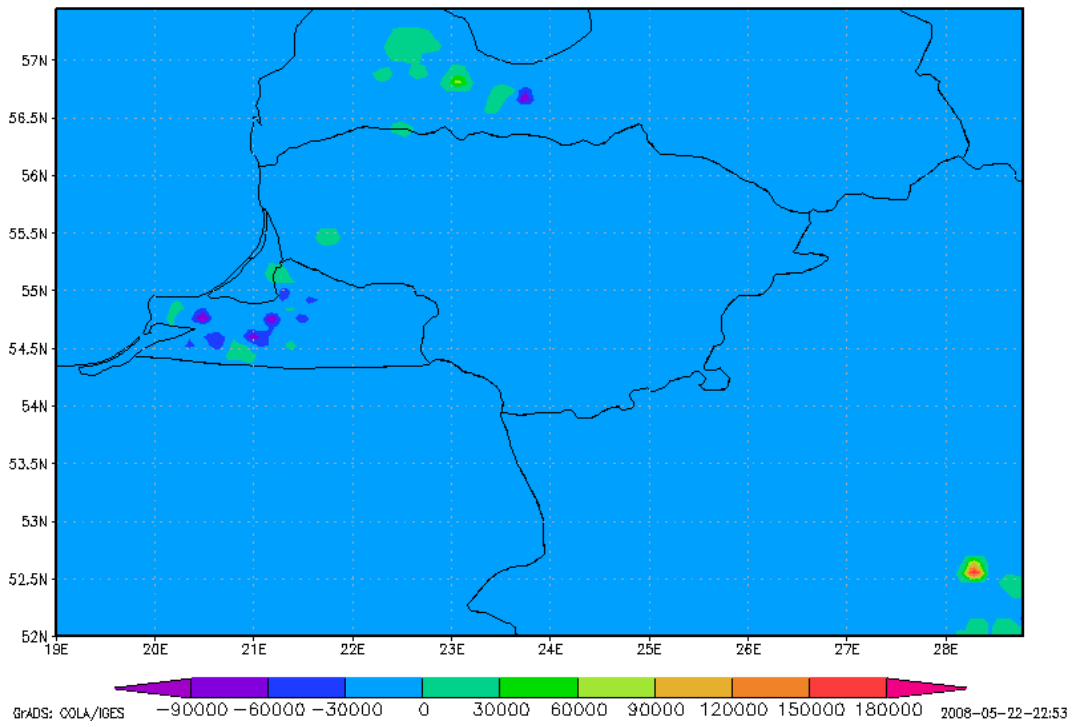 57N
56.5N
56N
55.5N
55N
54.5N
54N
53.5N
53N
52.5N
52N
19E 20E 21E 22E 23E 24E 25E 26E 27E 28E
-90000 -60000 -30000 0 30000 60000 90000 120000 150000 180000
GrADS: COLA/IGES 2008-05-22-22:53